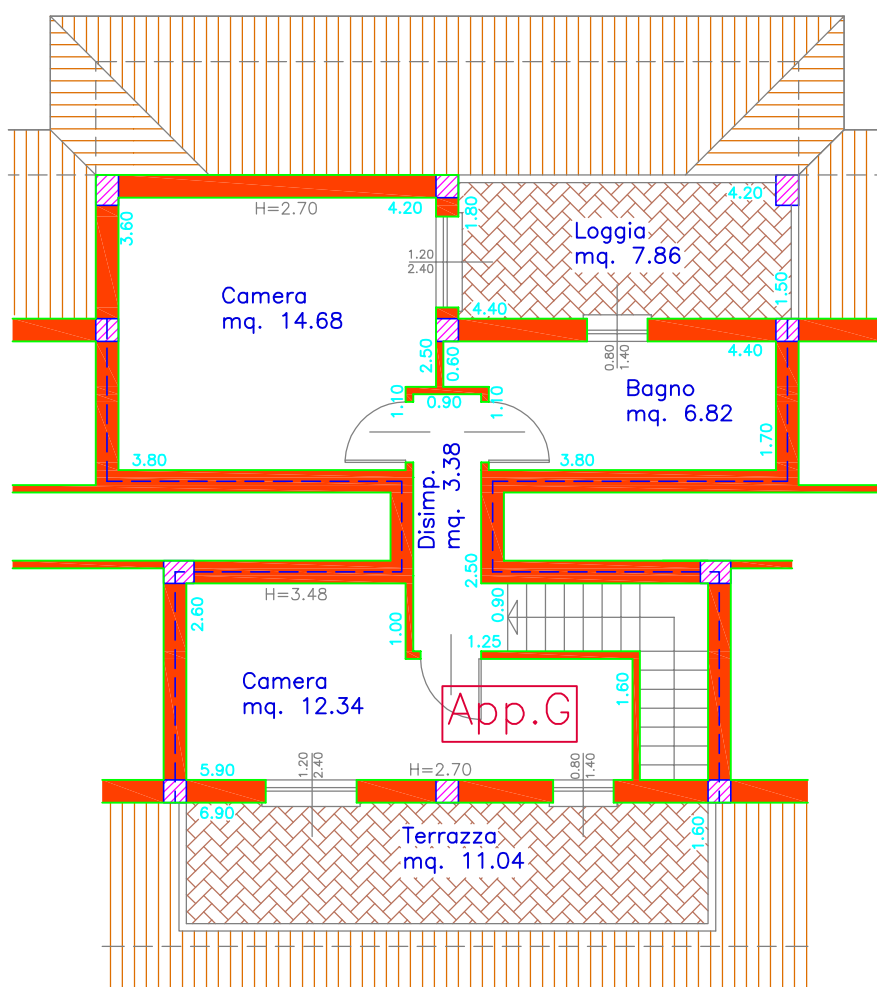 H=2.70
4.20
4.20
3.60
1.80
Loggia
mq. 7.86
1.20
2.40
1.50
Camera
mq. 14.68
4.40
2.50
0.60
0.80
1.40
4.40
1.10
0.90
1.10
Bagno
mq. 6.82
1.70
3.80
3.80
Disimp.
mq. 3.38
2.50
H=3.48
2.60
1.00
0.90
1.25
Camera
mq. 12.34
App.G
1.60
5.90
1.20
2.40
H=2.70
0.80
1.40
6.90
Terrazza
mq. 11.04
1.60